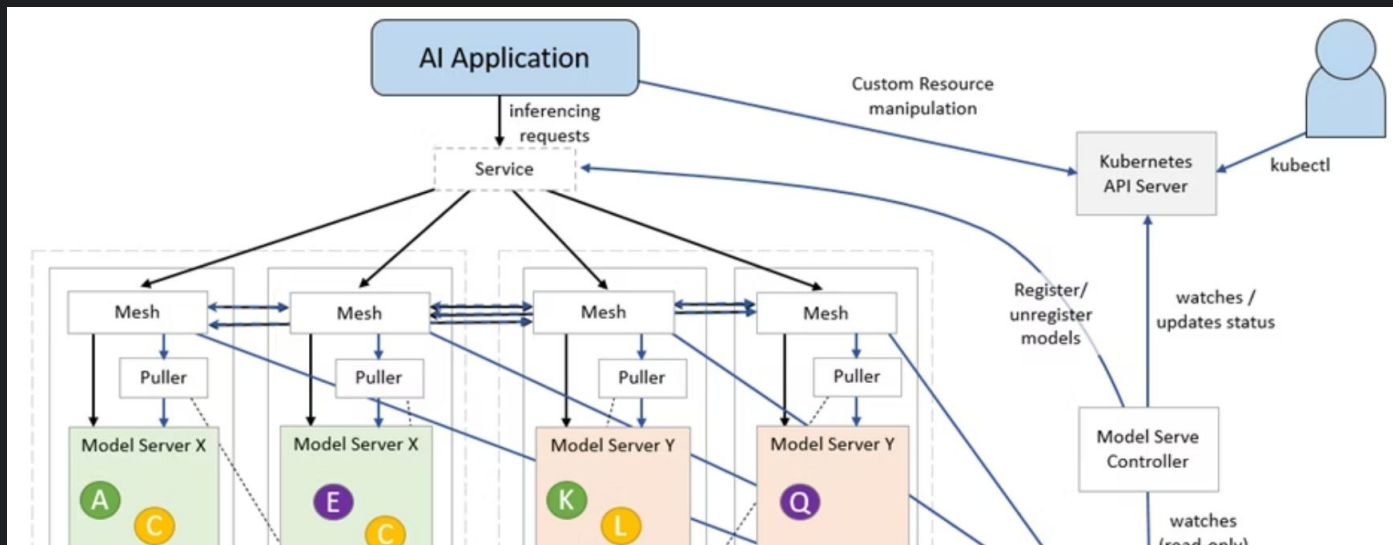 AI Application
Custom Resource
manipulation
inferencing
requests
Service
Kubernetes
API Server
kubectl
Register/
unregister
models
watches /
updates status
Mesh
Mesh
Mesh
Mesh
Puller
Puller
Puller
Puller
Model Server X
Model Server X
Model Server Y
Model Server Y
Model Serve
Controller
A
C
E
C
K
L
Q
watches
(read-only)